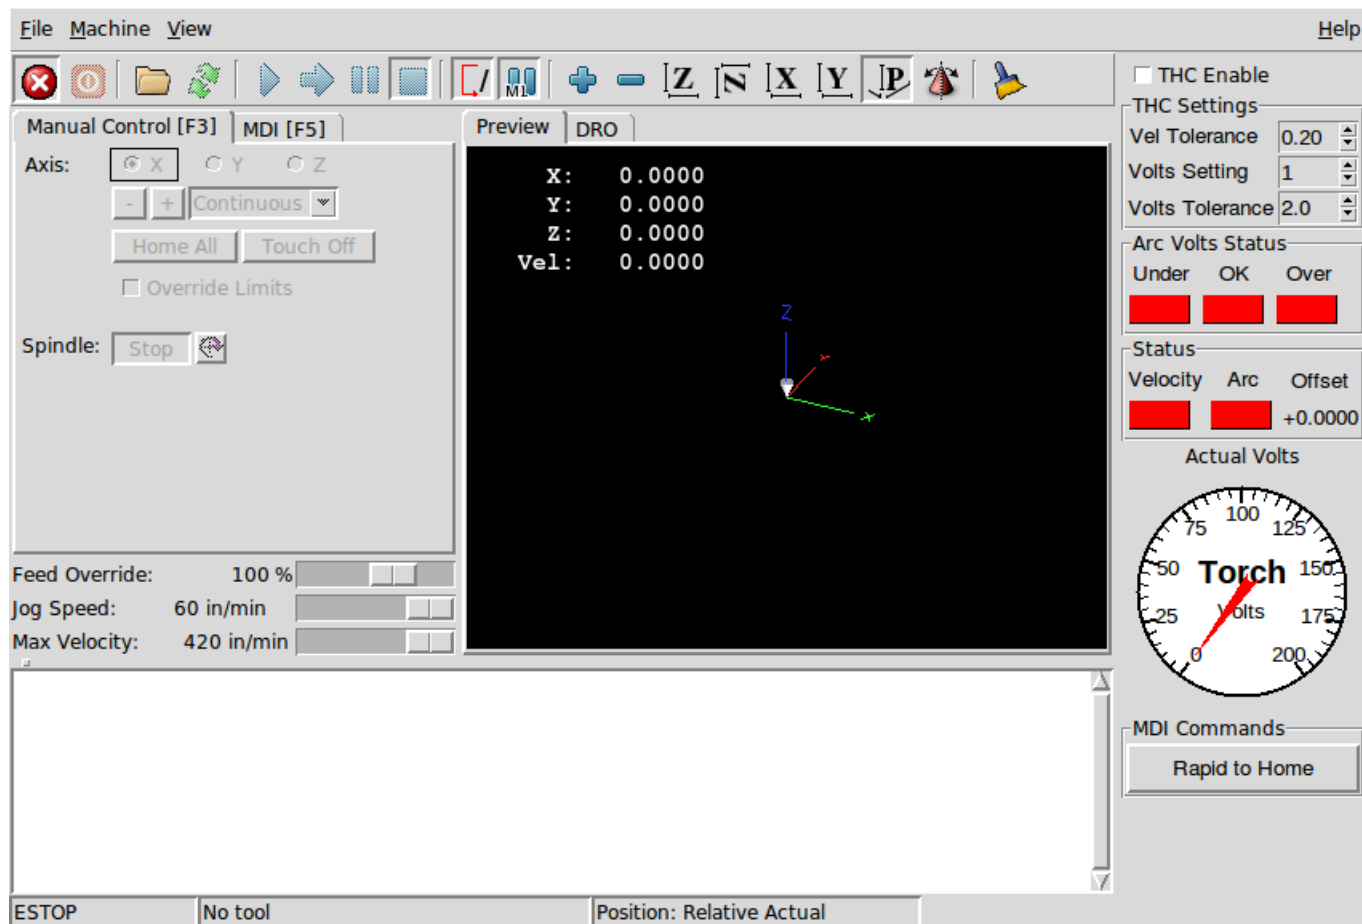 File Machine View Help
M1 Z N X Y P
THC Enable
THC Settings
Vel Tolerance 0.20
Volts Setting 1
Volts Tolerance 2.0
Arc Volts Status
Under OK Over
Status
Velocity Arc Offset
+0.0000
Actual Volts
75 100 125
50 Torch 150
25 Volts 175
0 200
MDI Commands
Rapid to Home
Manual Control [F3] MDI [F5]
Axis: X Y Z
- + Continuous
Home All Touch Off
Override Limits
Spindle: Stop
Feed Override: 100 %
Jog Speed: 60 in/min
Max Velocity: 420 in/min
Preview DRO
X: 0.0000
Y: 0.0000
Z: 0.0000
Vel: 0.0000
Z
Y
X
ESTOP No tool Position: Relative Actual